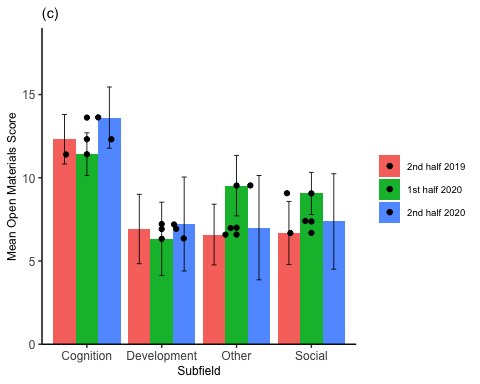 (c)
Mean Open Materials Score
15
10
5
0
Cognition Development Other Social
Subfield
2nd half 2019
1st half 2020
2nd half 2020